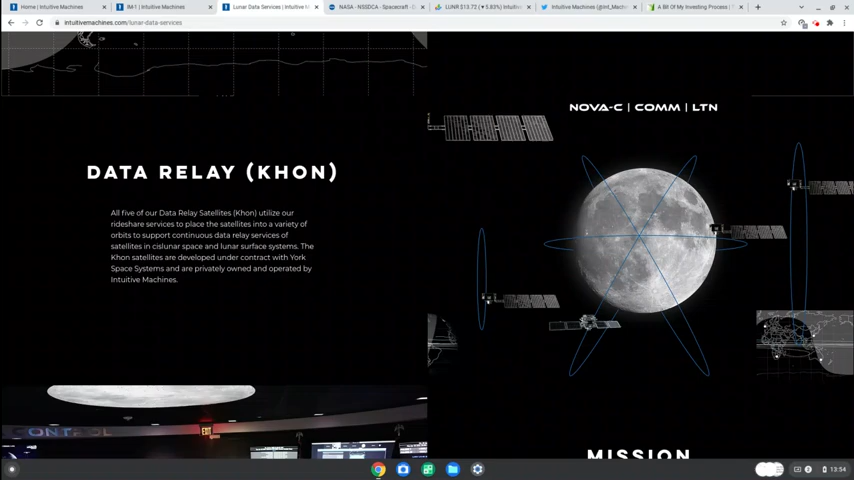 Home | Intuitive Machines
IM-1 | Intuitive Machines
Lunar Data Services | Intuitive M
NASA - NSSDCA - Spacecraft - D
LUNR $13.72 (▼5.83%) Intuitive
Intuitive Machines (@Int_Machi
A Bit Of My Investing Process | T
intuitivemachines.com/lunar-data-services
NOVA-C | COMM | LTN
DATA RELAY (KHON)
All five of our Data Relay Satellites (Khon) utilize our
rideshare services to place the satellites into a variety of
orbits to support continuous data relay services of
satellites in cislunar space and lunar surface systems. The
Khon satellites are developed under contract with York
Space Systems and are privately owned and operated by
Intuitive Machines.
CONTROL
EXIT
MISSION
13:54